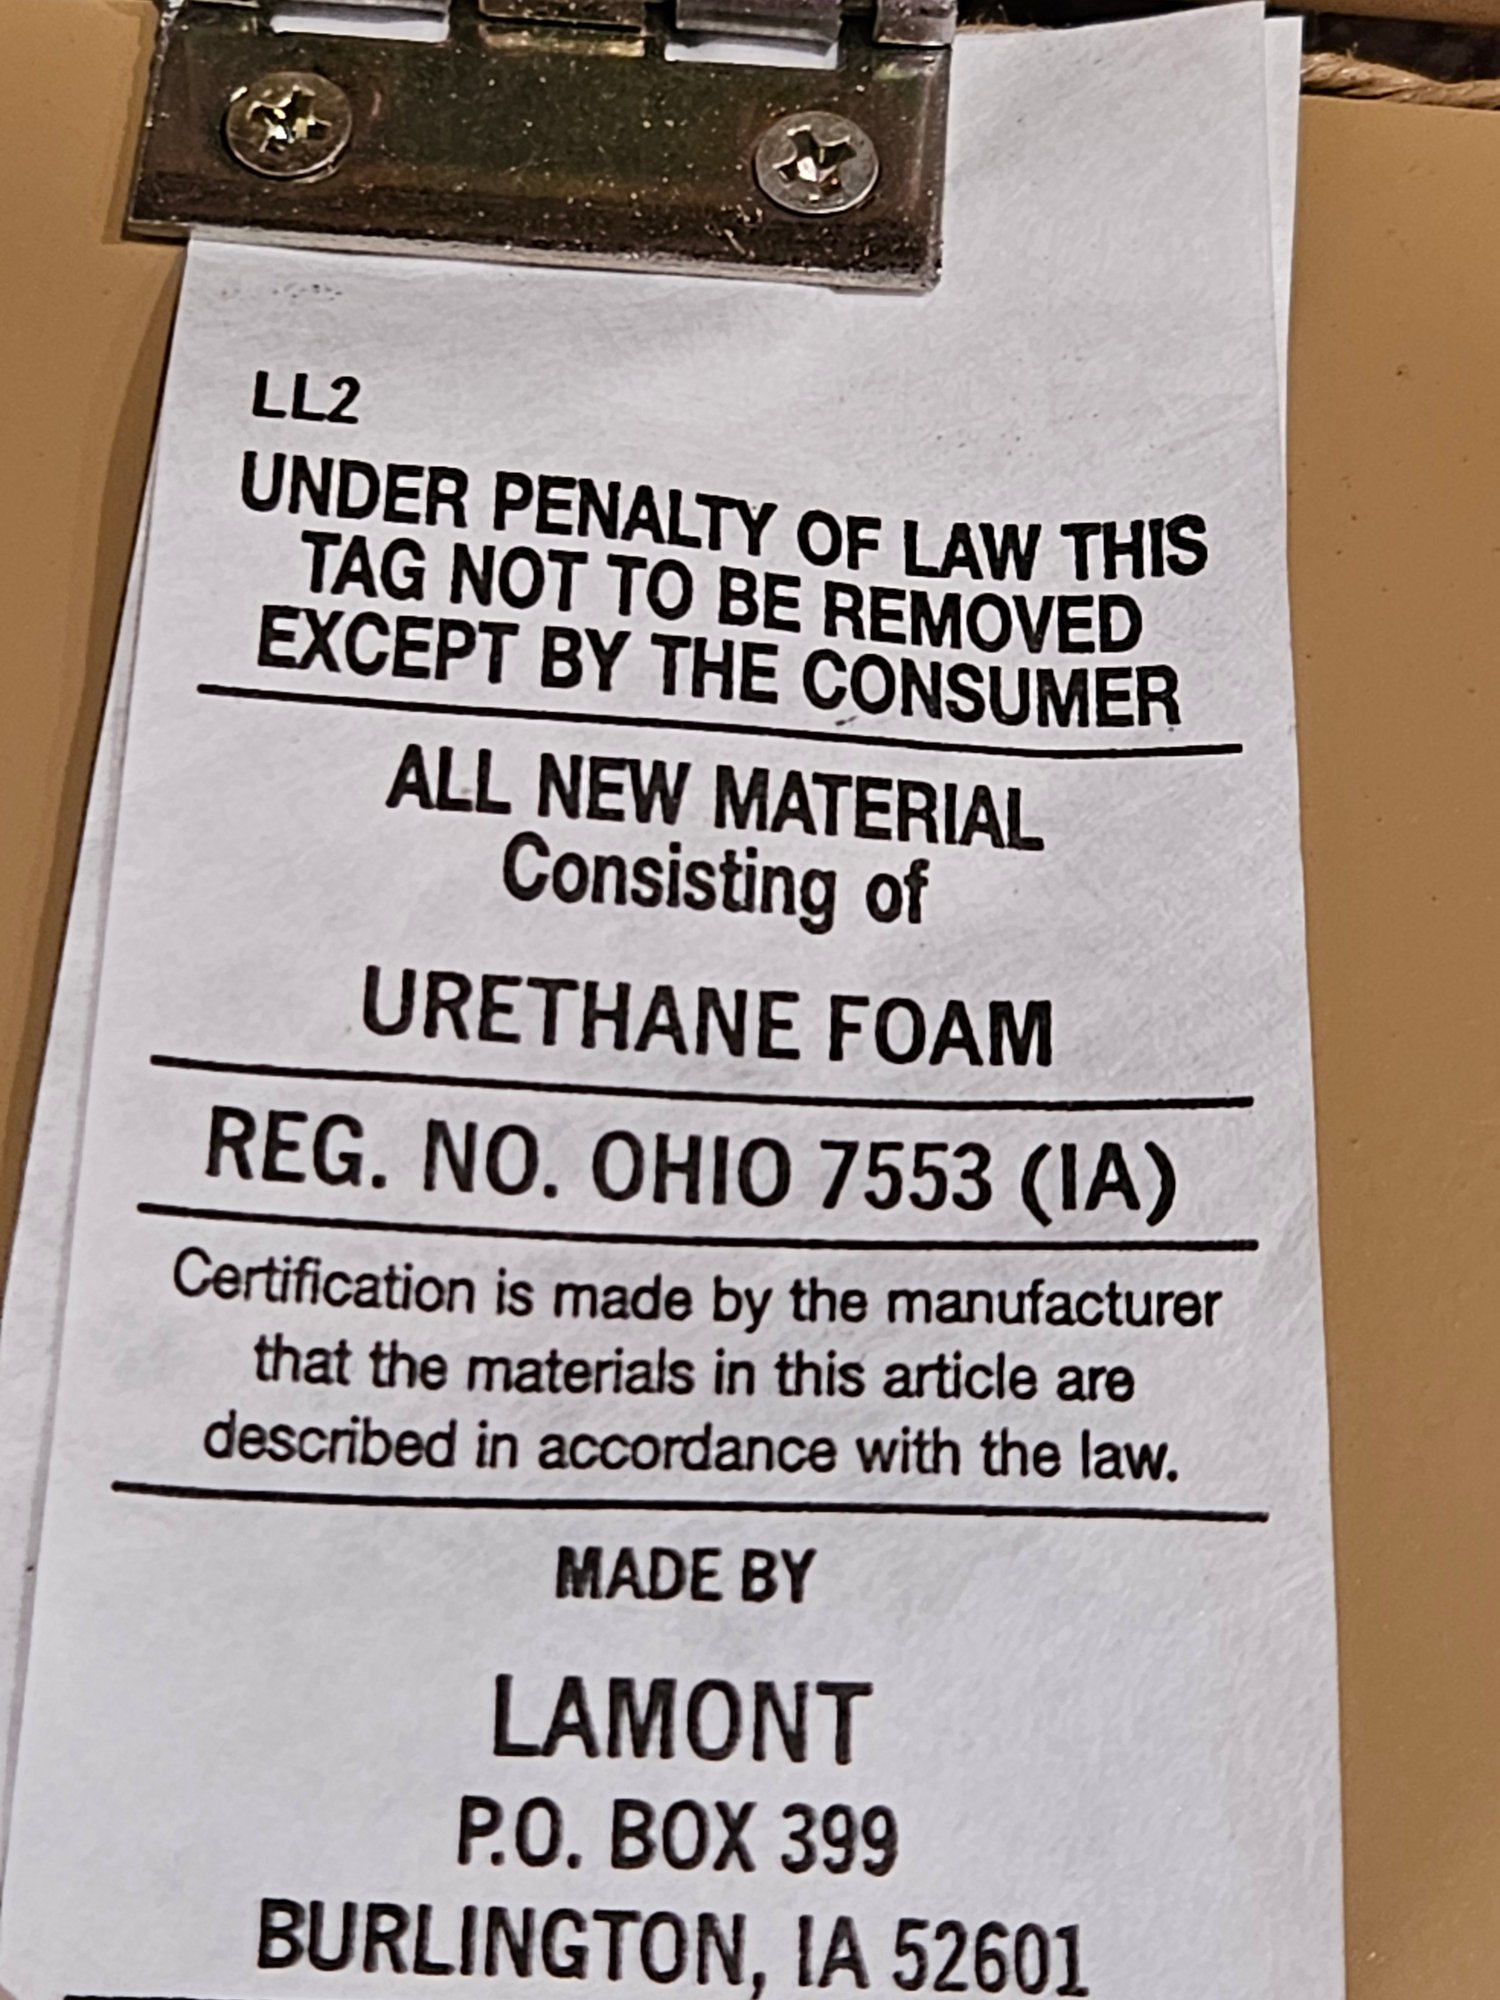 LL2
UNDER PENALTY OF LAW THIS
TAG NOT TO BE REMOVED
EXCEPT BY THE CONSUMER
ALL NEW MATERIAL
Consisting of
URETHANE FOAM
REG. NO. OHIO 7553 (IA)
Certification is made by the manufacturer
that the materials in this article are
described in accordance with the law.
MADE BY
LAMONT
P.O. BOX 399
BURLINGTON, IA 52601